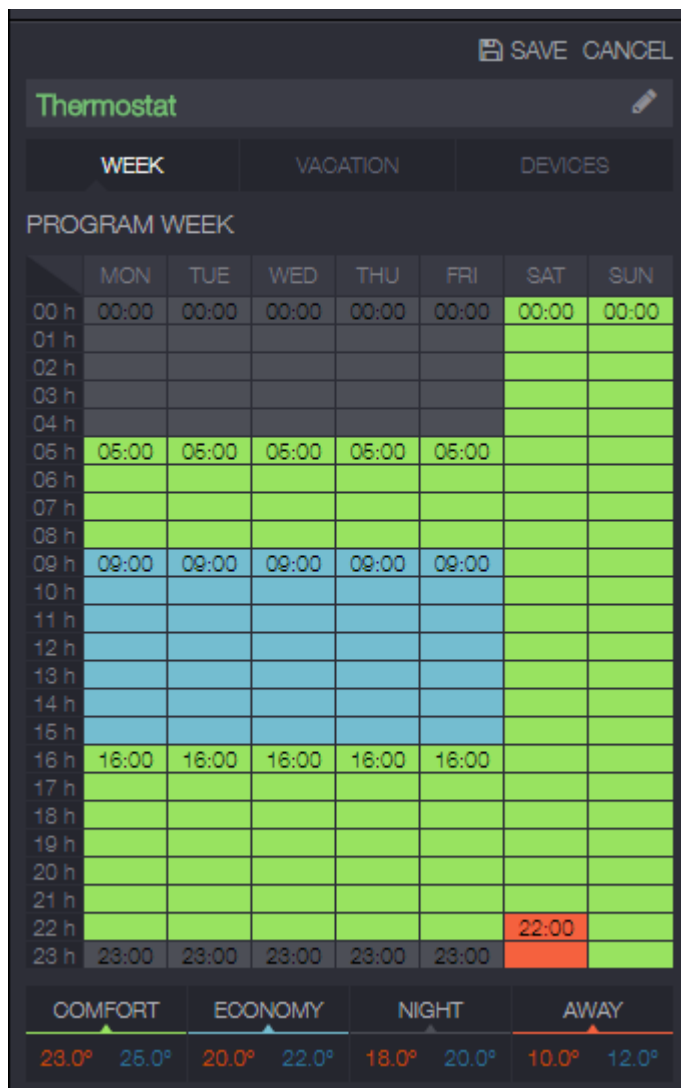 SAVE CANCEL
Thermostat
WEEK VACATION DEVICES
PROGRAM WEEK
MON TUE WED THU FRI SAT SUN
00 h 00:00 00:00 00:00 00:00 00:00 00:00 00:00
01 h
02 h
03 h
04 h
05 h 05:00 05:00 05:00 05:00 05:00
06 h
07 h
08 h
09 h 09:00 09:00 09:00 09:00 09:00
10 h
11 h
12 h
13 h
14 h
15 h
16 h 16:00 16:00 16:00 16:00 16:00
17 h
18 h
19 h
20 h
21 h
22 h 22:00
23 h 23:00 23:00 23:00 23:00 23:00
COMFORT ECONOMY NIGHT AWAY
23.0° 25.0° 20.0° 22.0° 18.0° 20.0° 10.0° 12.0°